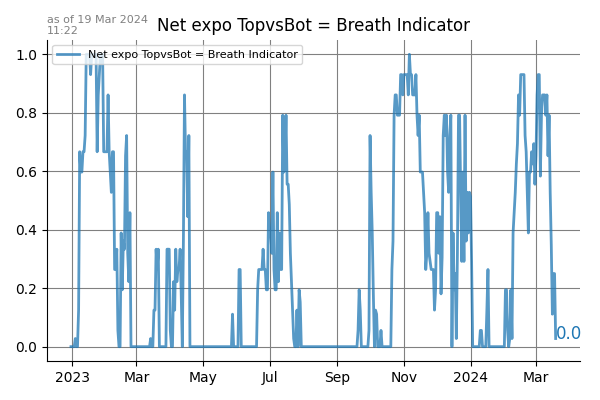 as of 19 Mar 2024
11:22
Net expo TopvsBot = Breath Indicator
Net expo TopvsBot = Breath Indicator
1.0
0.8
0.6
0.4
0.2
0.0
0.0
2023 Mar May Jul Sep Nov 2024 Mar